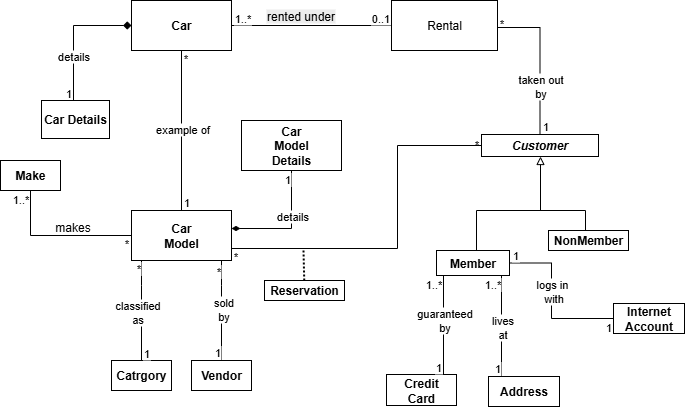 Car
1..*
rented under
0..1
Rental
*
details
*
taken out
by
1
Car Details
example of
Car
Model
Details
1
*
Customer
Make
1
1..*
makes
1
details
*
Car
Model
*
NonMember
*
*
Member
1
Reservation
1..*
1..*
logs in
with
classified
as
sold
by
guaranteed
by
lives
at
1
Internet
Account
1
1
1
1
Catrgory
Vendor
Credit
Card
Address